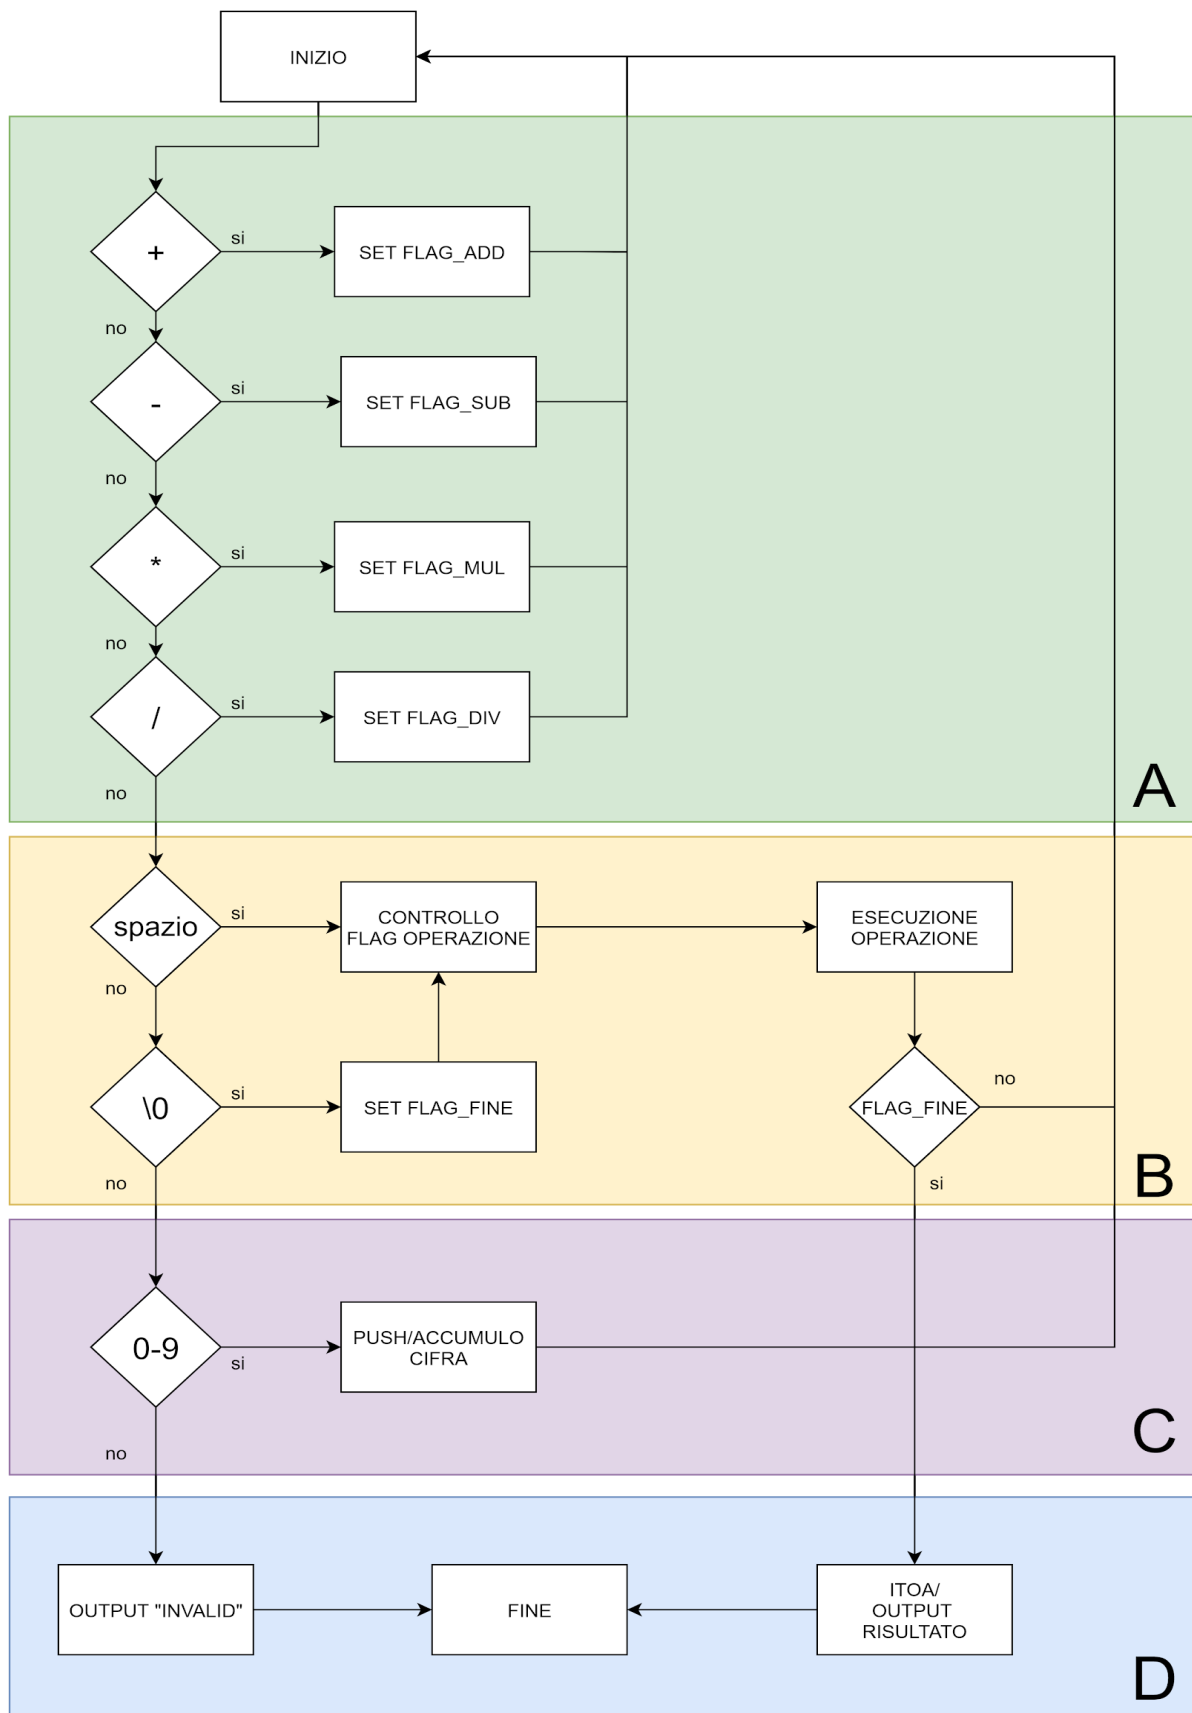 INIZIO
+
si
SET FLAG_ADD
no
-
si
SET FLAG_SUB
no
*
si
SET FLAG_MUL
no
/
si
SET FLAG_DIV
no
A
spazio
si
CONTROLLO
FLAG OPERAZIONE
ESECUZIONE
OPERAZIONE
no
\0
si
SET FLAG_FINE
FLAG_FINE
no
no
si
B
0-9
si
PUSH/ACCUMULO
CIFRA
no
C
OUTPUT "INVALID"
FINE
ITOA/
OUTPUT
RISULTATO
D